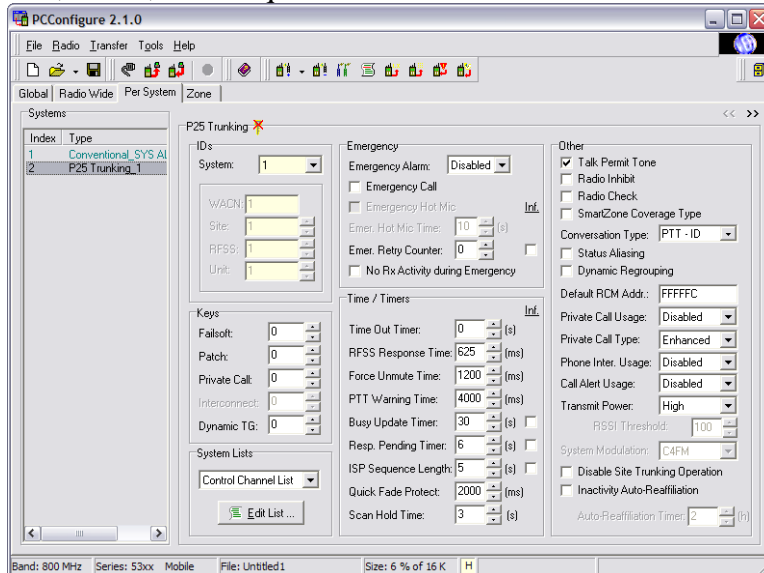 PCConfigure 2.1.0
File Radio Transfer Tools Help
Global Radio Wide Per System Zone
Systems
<< >>
Index Type
1 Conventional_SYS AL
2 P25 Trunking_1
P25 Trunking
IDs
System: 1
WACN: 1
Site: 1
RFSS: 1
Unit: 1
Keys
Failsoft: 0
Patch: 0
Private Call: 0
Interconnect: 0
Dynamic TG: 0
System Lists
Control Channel List
Edit List ...
Emergency
Emergency Alarm: Disabled
Emergency Call
Emergency Hot Mic Inf.
Emer. Hot Mic Time: 10 (s)
Emer. Retry Counter: 0
No Rx Activity during Emergency
Time / Timers
Inf.
Time Out Timer: 0 (s)
RFSS Response Time: 625 (ms)
Force Unmute Time: 1200 (ms)
PTT Warning Time: 4000 (ms)
Busy Update Timer: 30 (s)
Resp. Pending Timer: 6 (s)
ISP Sequence Length: 5 (s)
Quick Fade Protect: 2000 (ms)
Scan Hold Time: 3 (s)
Other
Talk Permit Tone
Radio Inhibit
Radio Check
SmartZone Coverage Type
Conversation Type: PTT - ID
Status Aliasing
Dynamic Regrouping
Default RCM Addr.: FFFFFC
Private Call Usage: Disabled
Private Call Type: Enhanced
Phone Inter. Usage: Disabled
Call Alert Usage: Disabled
Transmit Power: High
RSSI Threshold: 100
System Modulation: C4FM
Disable Site Trunking Operation
Inactivity Auto-Reaffiliation
Auto-Reaffiliation Timer: 2 (h)
Band: 800 MHz Series: 53xx Mobile File: Untitled1 Size: 6 % of 16 K H